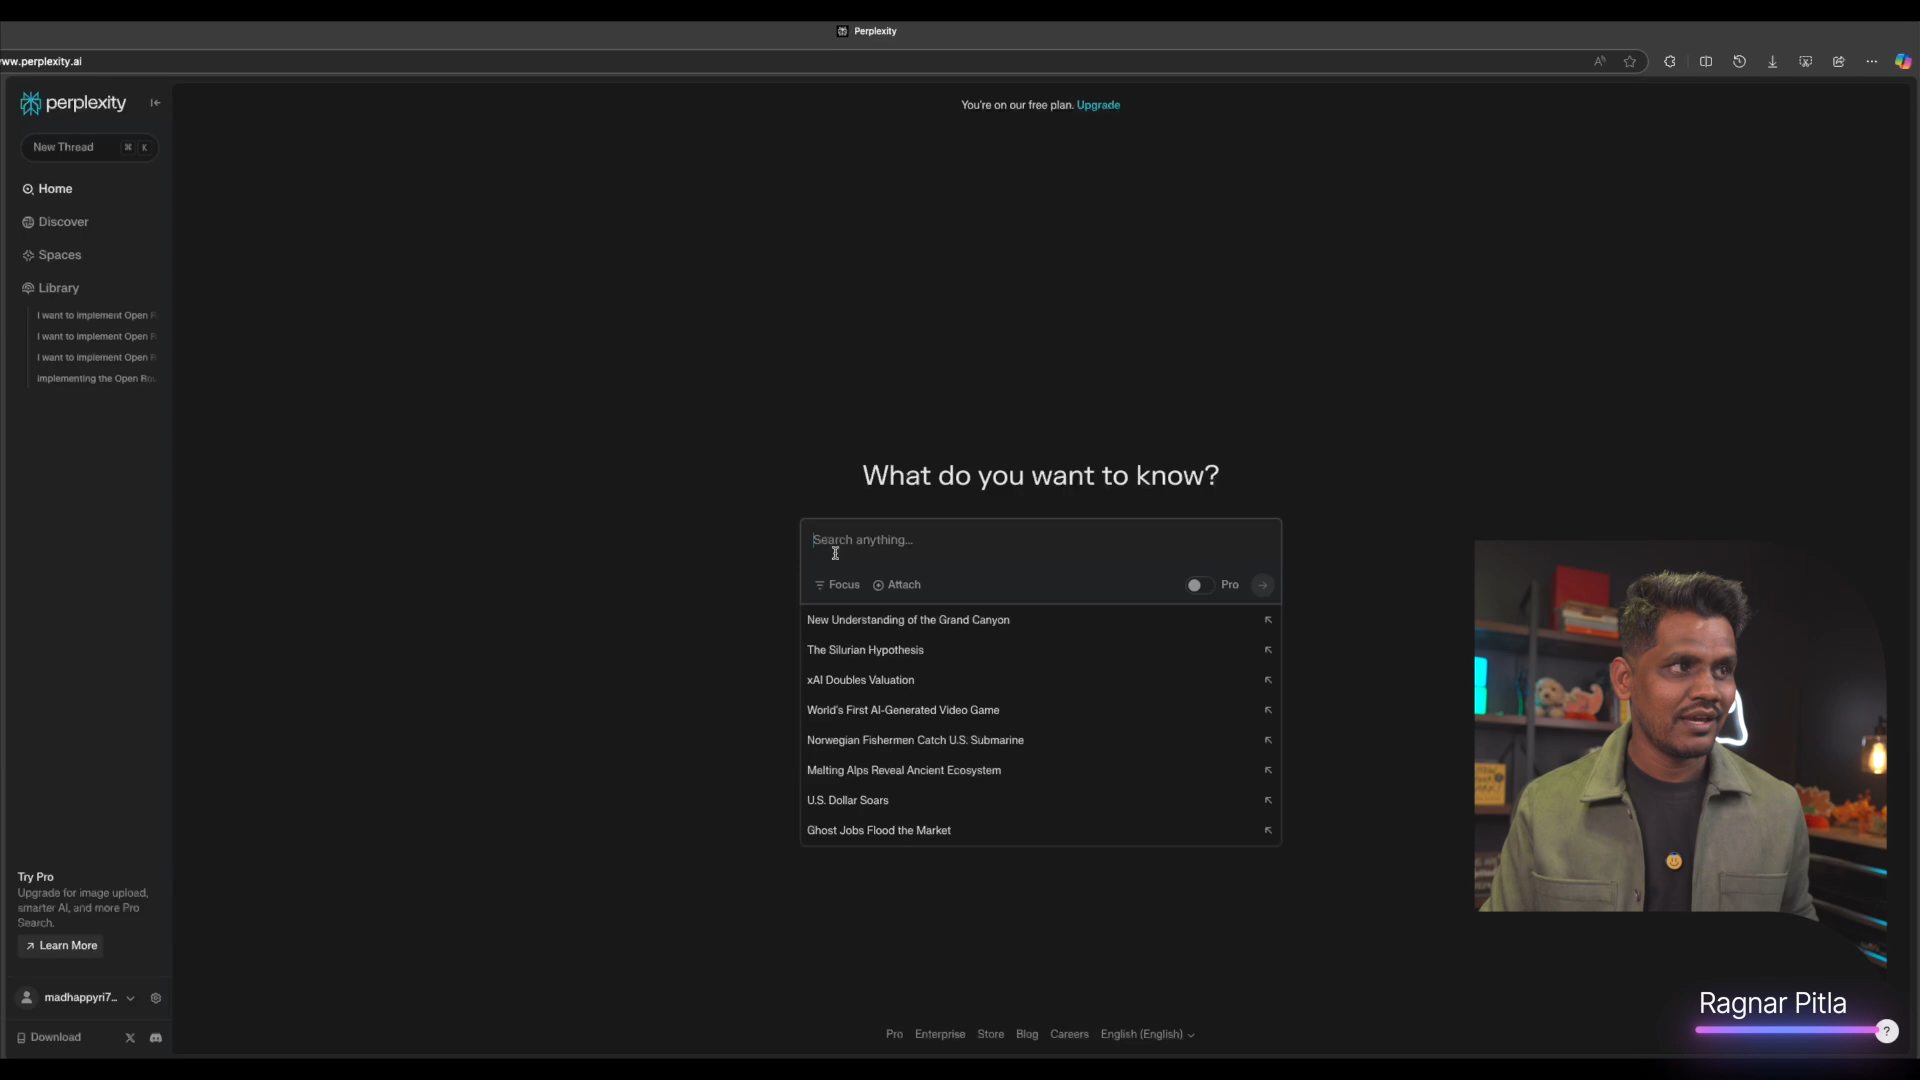 Perplexity
ww.perplexity.ai
perplexity
You're on our free plan. Upgrade
New Thread ⌘ K
Home
Discover
Spaces
Library
I want to implement Open R
I want to implement Open R
I want to implement Open R
implementing the Open Rou
What do you want to know?
Search anything...
Focus
Attach
Pro
New Understanding of the Grand Canyon
The Silurian Hypothesis
xAI Doubles Valuation
World's First AI-Generated Video Game
Norwegian Fishermen Catch U.S. Submarine
Melting Alps Reveal Ancient Ecosystem
U.S. Dollar Soars
Ghost Jobs Flood the Market
Try Pro
Upgrade for image upload,
smarter AI, and more Pro
Search.
Learn More
madhappyri7...
Download
Pro Enterprise Store Blog Careers English (English)
Ragnar Pitla
?